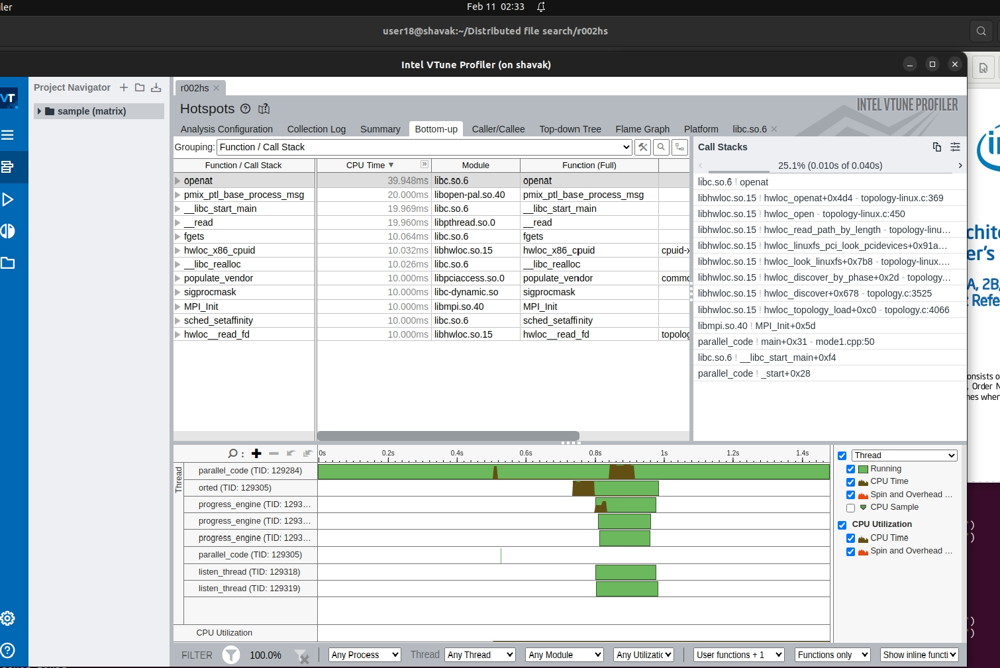 iler
Feb 11 02:33
user18@shavak:~/Distributed file search/r002hs
Intel VTune Profiler (on shavak)
VT
Project Navigator
sample (matrix)
r002hs
Hotspots
INTEL VTUNE PROFILER
Analysis Configuration Collection Log Summary Bottom-up Caller/Callee Top-down Tree Flame Graph Platform libc.so.6
Grouping: Function / Call Stack
Function / Call Stack CPU Time Module Function (Full)
openat 39.948ms libc.so.6 openat
pmix_ptl_base_process_msg 20.000ms libopen-pal.so.40 pmix_ptl_base_process_msg
__libc_start_main 19.969ms libc.so.6 __libc_start_main
__read 19.960ms libpthread.so.0 __read
fgets 10.064ms libc.so.6 fgets
hwloc_x86_cpuid 10.032ms libhwloc.so.15 hwloc_x86_cpuid cpuid-x
__libc_realloc 10.026ms libc.so.6 __libc_realloc
populate_vendor 10.000ms libpciaccess.so.0 populate_vendor commo
sigprocmask 10.000ms libc-dynamic.so sigprocmask
MPI_Init 10.000ms libmpi.so.40 MPI_Init
sched_setaffinity 10.000ms libc.so.6 sched_setaffinity
hwloc__read_fd 10.000ms libhwloc.so.15 hwloc__read_fd topolog
Call Stacks
25.1% (0.010s of 0.040s)
libc.so.6 ! openat
libhwloc.so.15 ! hwloc_openat+0x4d4 - topology-linux.c:369
libhwloc.so.15 ! hwloc_open - topology-linux.c:450
libhwloc.so.15 ! hwloc_read_path_by_length - topology-linu...
libhwloc.so.15 ! hwloc_linuxfs_pci_look_pcidevices+0x91a...
libhwloc.so.15 ! hwloc_look_linuxfs+0x7b8 - topology-linux....
libhwloc.so.15 ! hwloc_discover_by_phase+0x2d - topology...
libhwloc.so.15 ! hwloc_discover+0x678 - topology.c:3525
libhwloc.so.15 ! hwloc_topology_load+0xc0 - topology.c:4066
libmpi.so.40 ! MPI_Init+0x5d
parallel_code ! main+0x31 - mode1.cpp:50
libc.so.6 ! __libc_start_main+0xf4
parallel_code ! _start+0x28
chite
er's
A, 2B,
t Refe
onsists o
, Order N
nes when
0s 0.2s 0.4s 0.6s 0.8s 1s 1.2s 1.4s
Thread
parallel_code (TID: 129284)
orted (TID: 129305)
progress_engine (TID: 1293...
progress_engine (TID: 1293...
progress_engine (TID: 1293...
parallel_code (TID: 129305)
listen_thread (TID: 129318)
listen_thread (TID: 129319)
CPU Utilization
Thread
Running
CPU Time
Spin and Overhead ...
CPU Sample
CPU Utilization
CPU Time
Spin and Overhead ...
')
')
')
')
FILTER 100.0% Any Process Thread Any Thread Any Module Any Utilizatic User functions + 1 Functions only Show inline functi